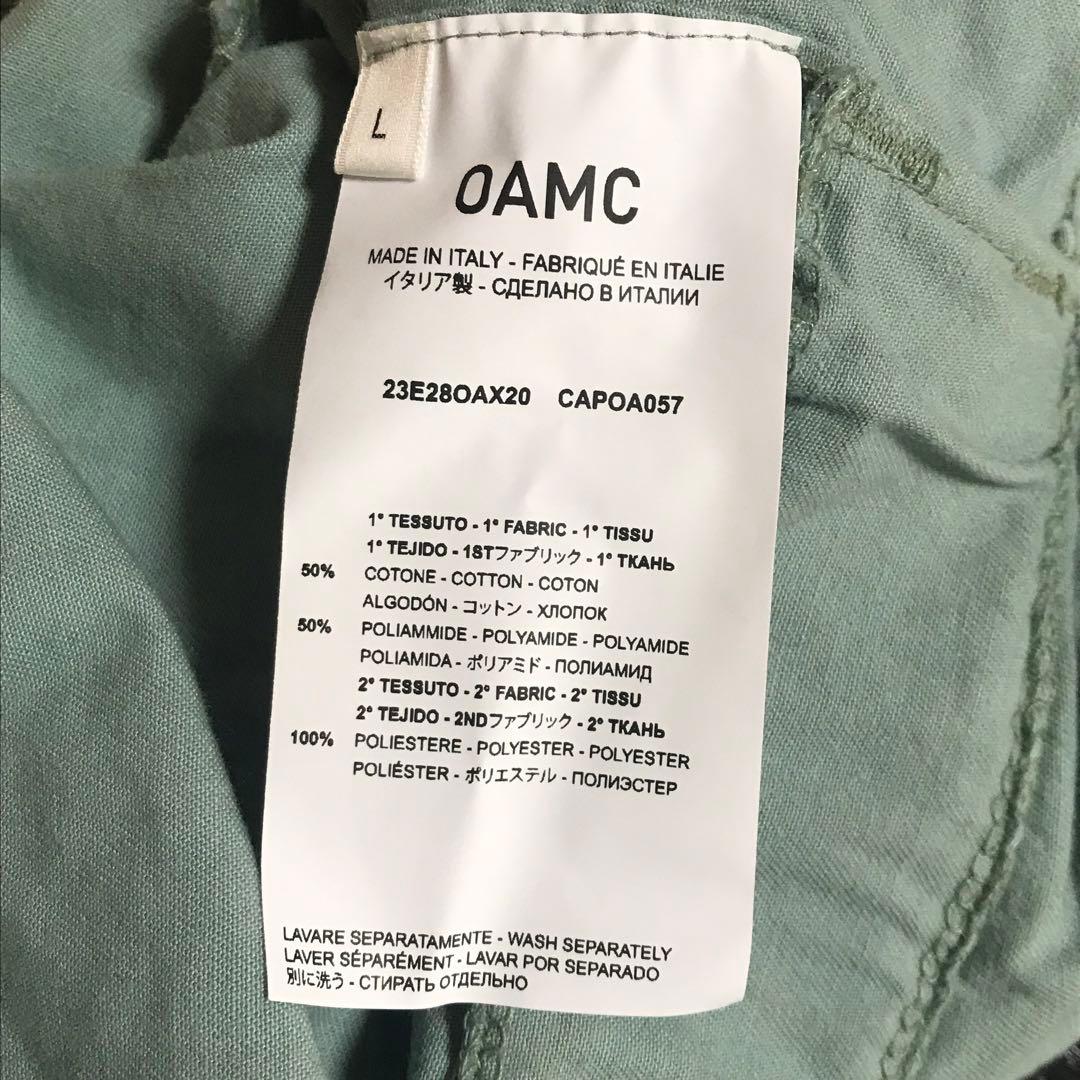 L
OAMC
MADE IN ITALY - FABRIQUÉ EN ITALIE
イタリア製 - СДЕЛАНО В ИТАЛИИ
23E28OAX20 CAPOA057
1° TESSUTO - 1° FABRIC - 1° TISSU
1° TEJIDO - 1STファブリック - 1° ТКАНЬ
50% COTONE - COTTON - COTON
ALGODÓN - コットン - ХЛОПОК
50% POLIAMMIDE - POLYAMIDE - POLYAMIDE
POLIAMIDA - ポリアミド - ПОЛИАМИД
2° TESSUTO - 2° FABRIC - 2° TISSU
2° TEJIDO - 2NDファブリック - 2° ТКАНЬ
100% POLIESTERE - POLYESTER - POLYESTER
POLIÉSTER - ポリエステル - ПОЛИЭСТЕР
LAVARE SEPARATAMENTE - WASH SEPARATELY
LAVER SÉPARÉMENT - LAVAR POR SEPARADO
別に洗う - СТИРАТЬ ОТДЕЛЬНО